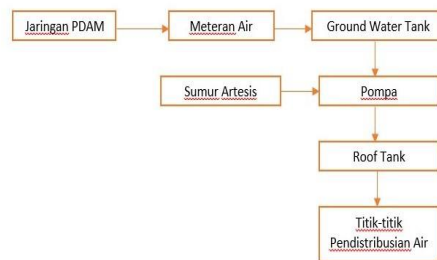 Jaringan PDAM
Meteran Air
Ground Water Tank
Sumur Artesis
Pompa
Roof Tank
Titik-titik
Pendistribusian Air